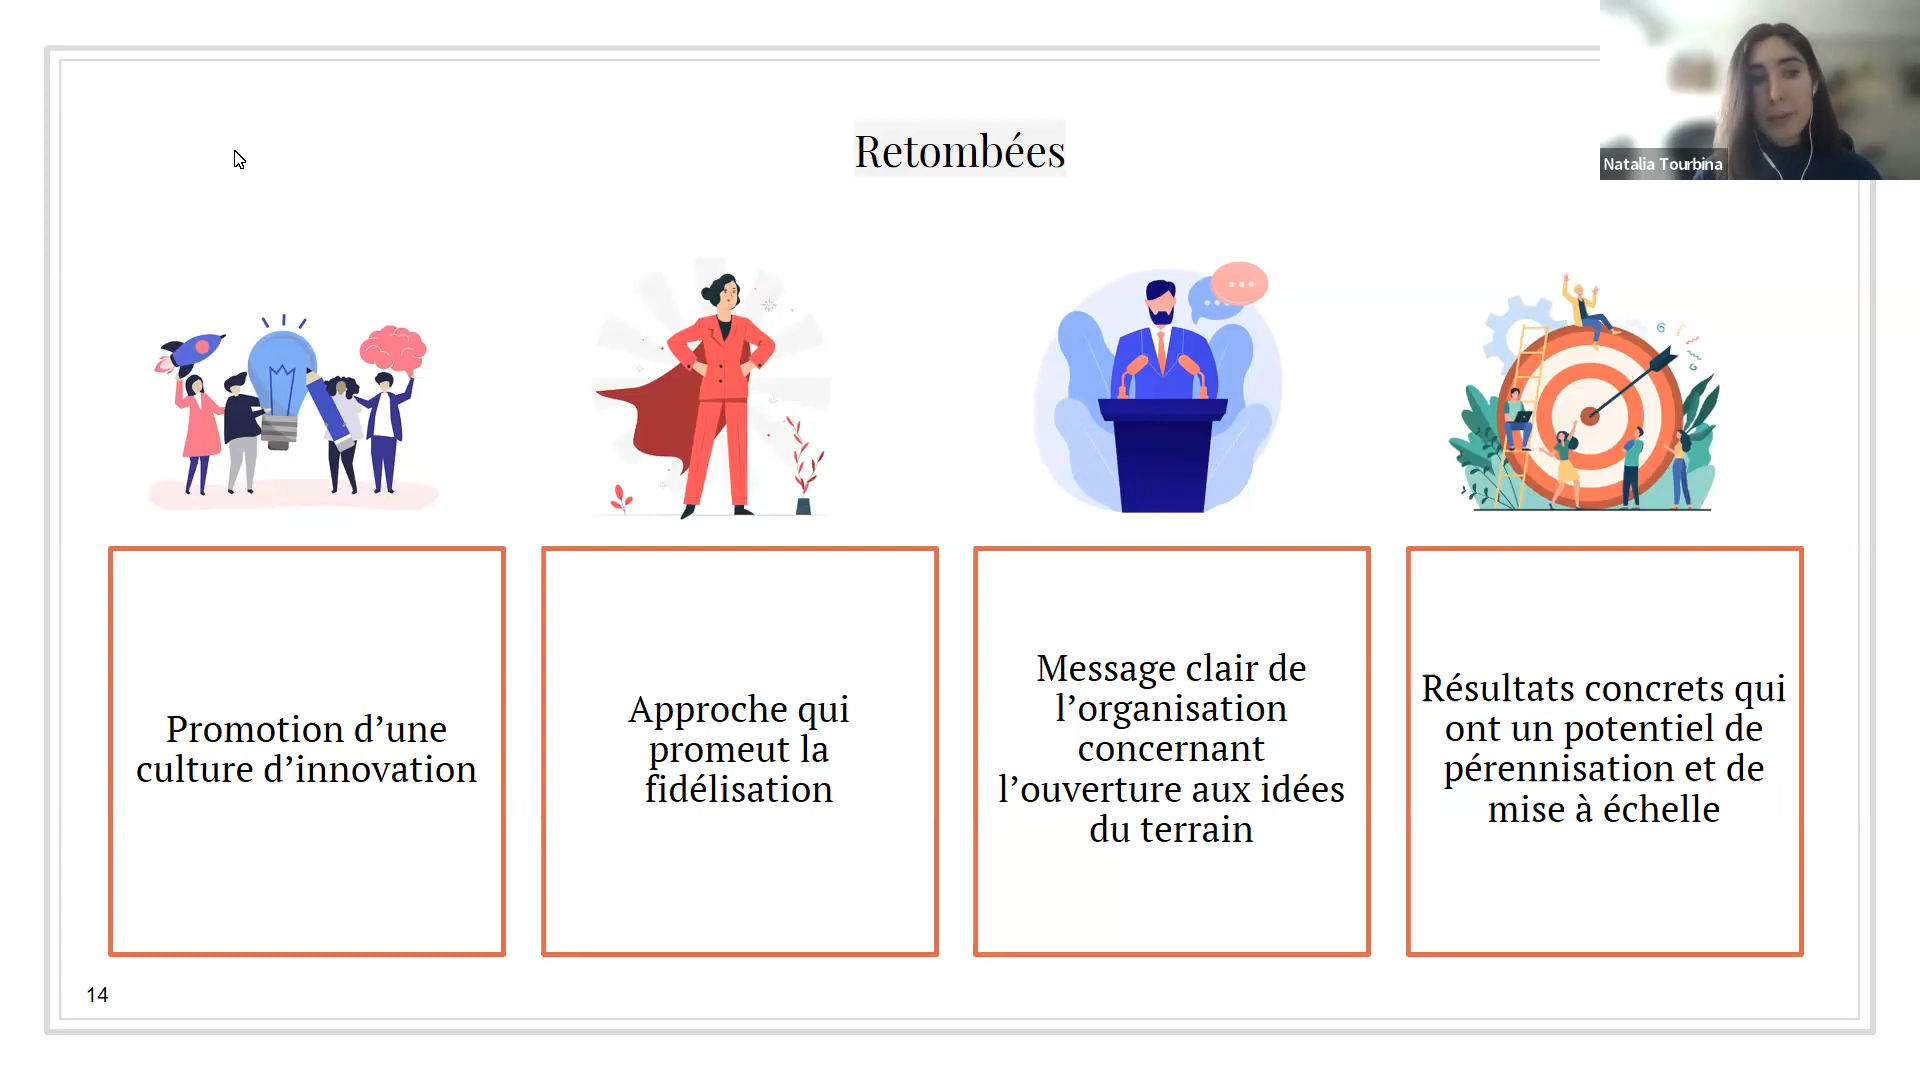 Retombées
Natalia Tourbina
Promotion d’une
culture d’innovation
Approche qui
promeut la
fidélisation
Message clair de
l’organisation
concernant
l’ouverture aux idées
du terrain
Résultats concrets qui
ont un potentiel de
pérennisation et de
mise à échelle
14